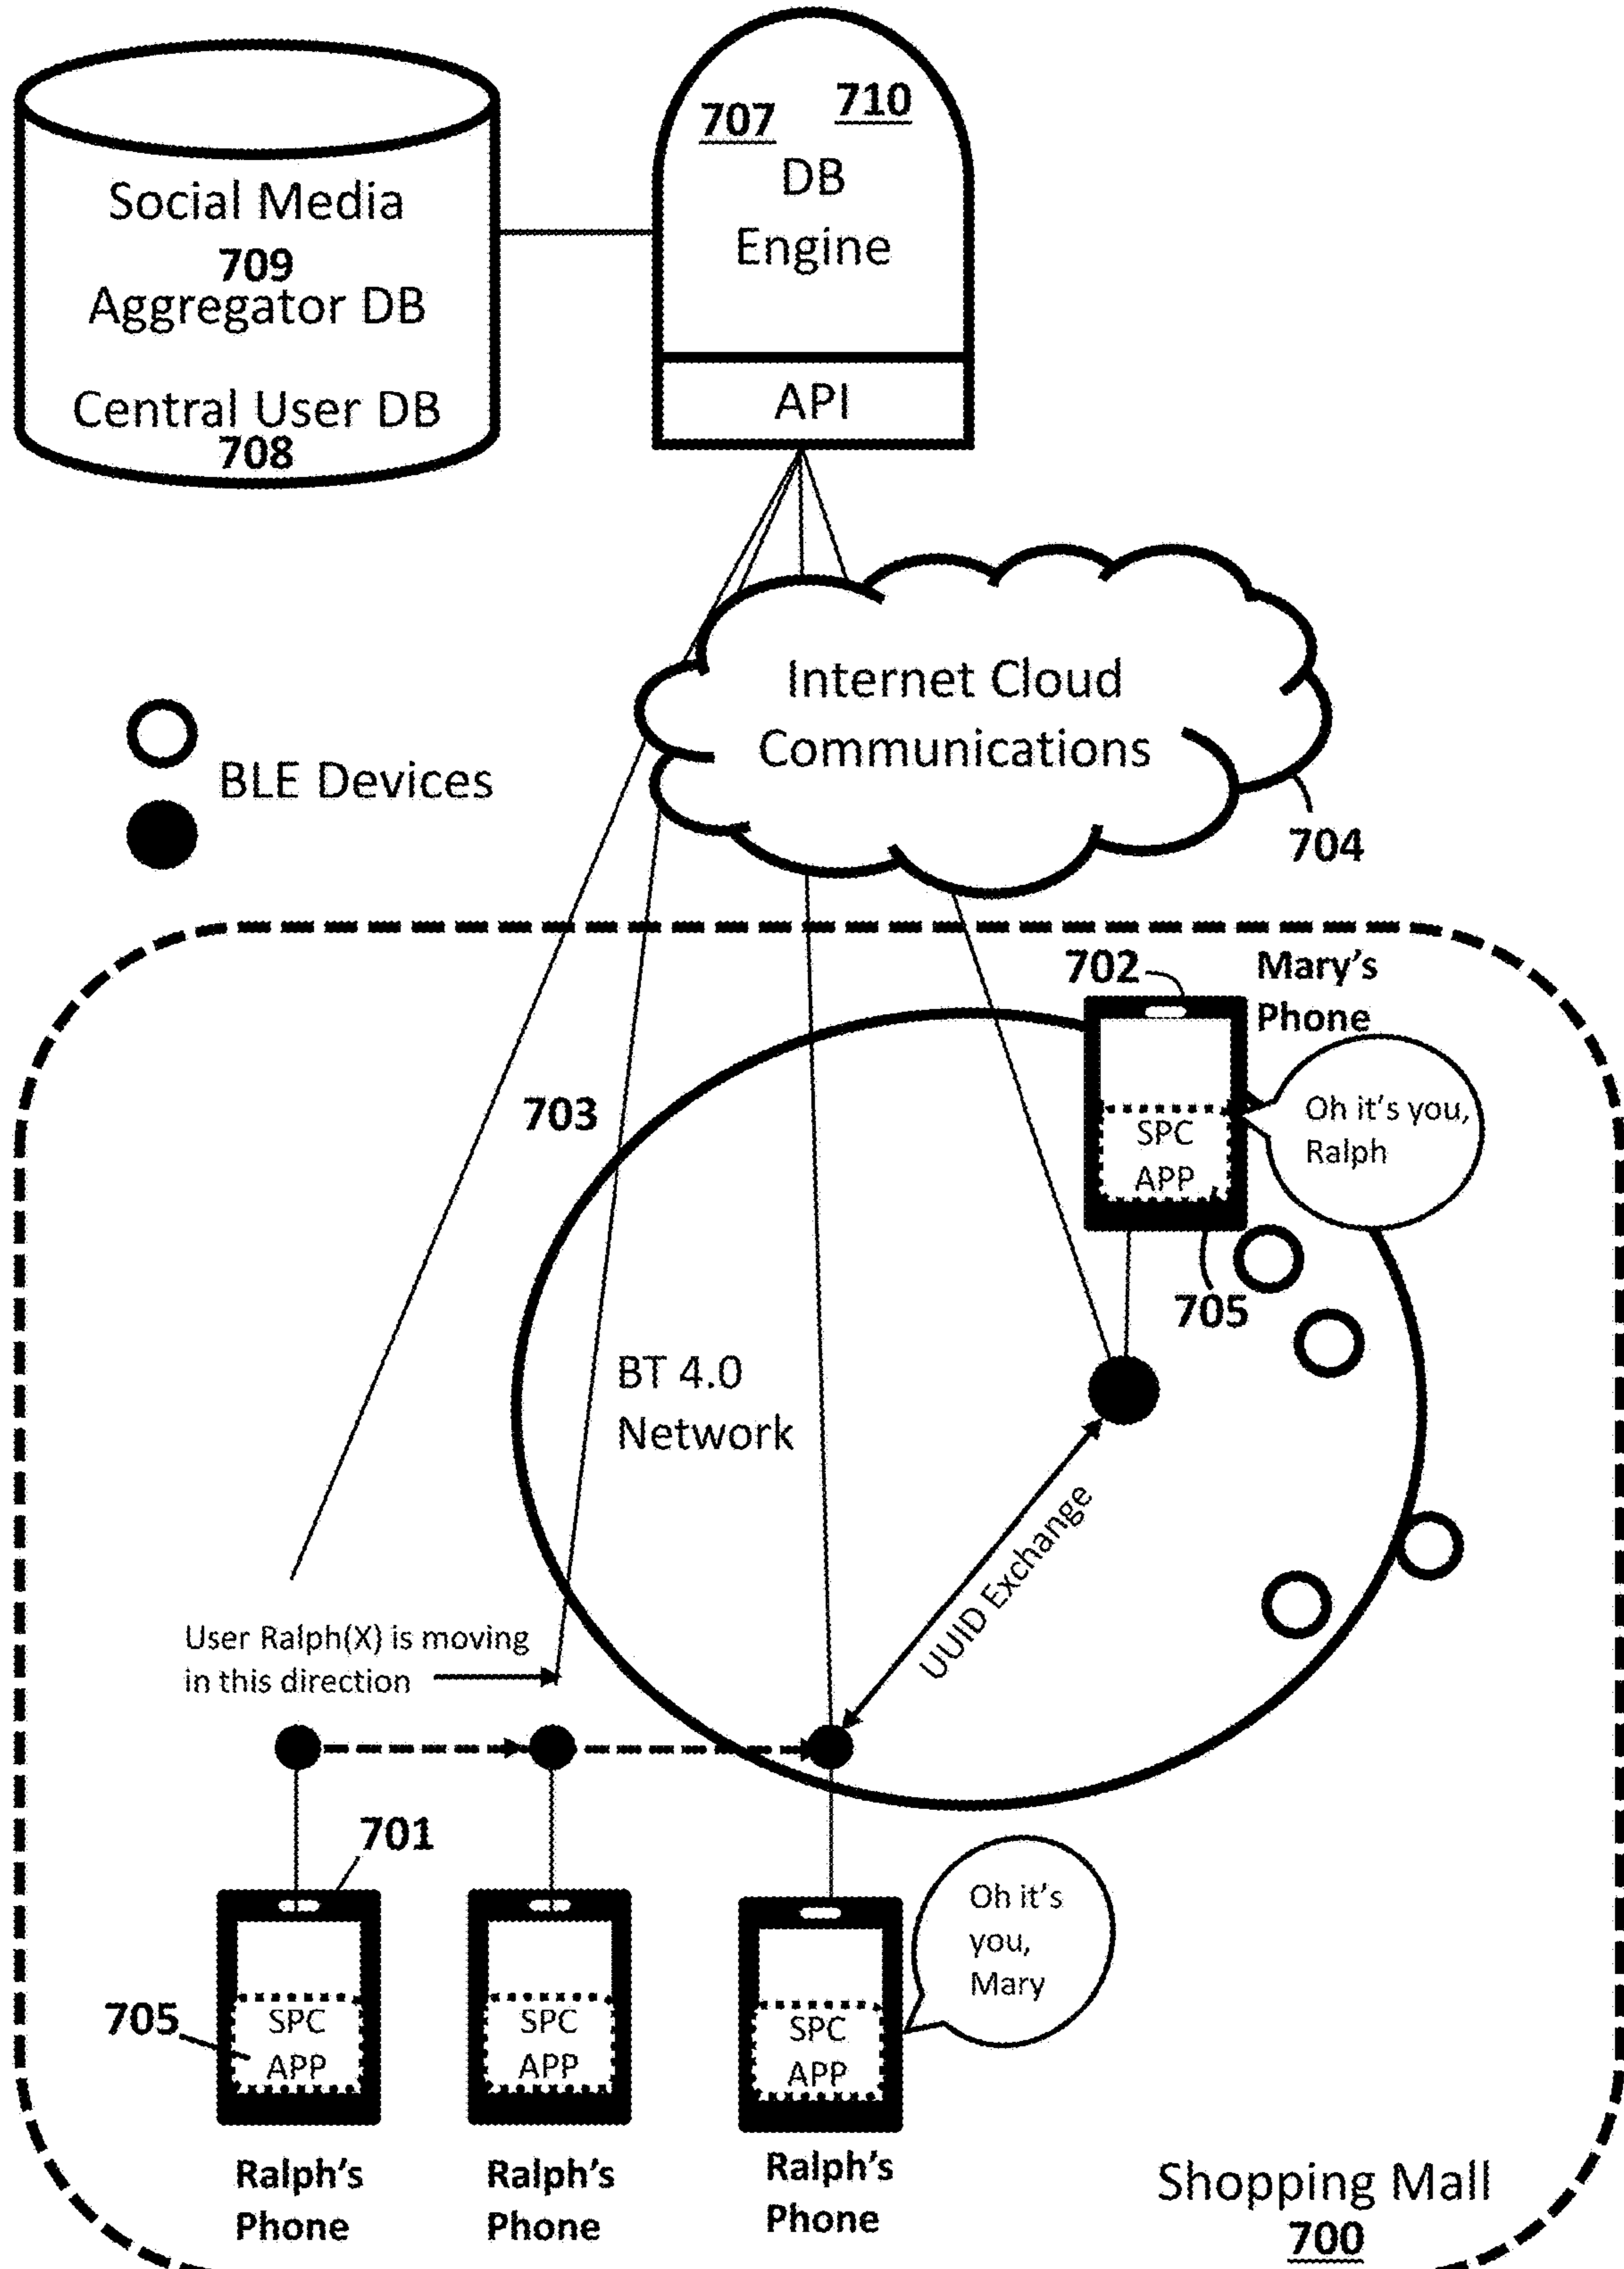 707
710
DB
Engine
API
Social Media
709
Aggregator DB
Central User DB
708
Internet Cloud
Communications
704
BLE Devices
702
Mary's
Phone
703
SPC
APP
Oh it's you,
Ralph
705
BT 4.0
Network
UUID Exchange
User Ralph(X) is moving
in this direction
701
705
SPC
APP
SPC
APP
SPC
APP
Oh it's
you,
Mary
Ralph's
Phone
Ralph's
Phone
Ralph's
Phone
Shopping Mall
700